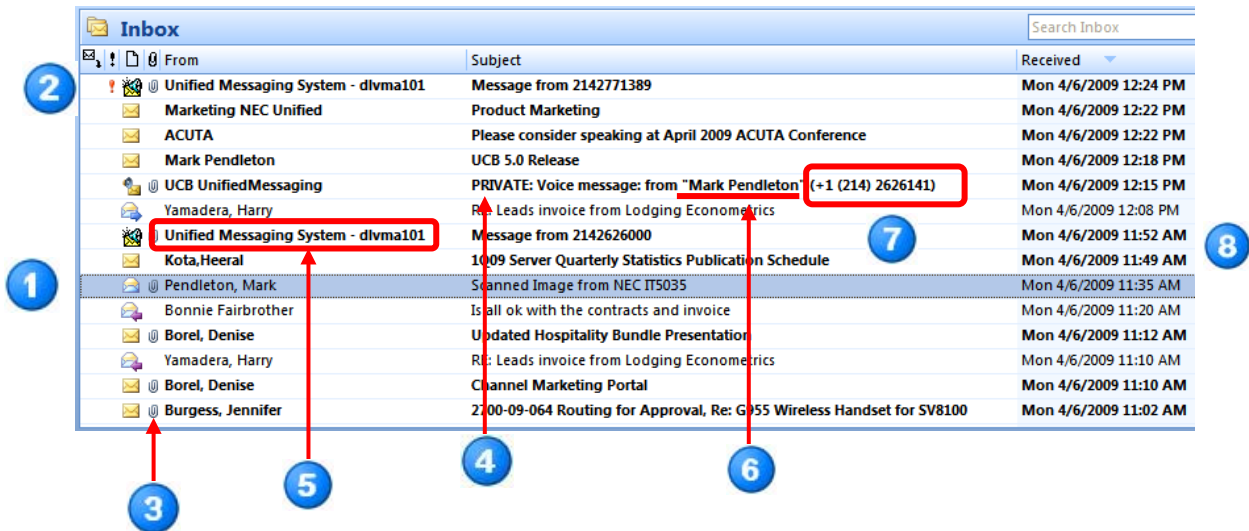 Inbox Search Inbox
! From Subject Received
2
Unified Messaging System - dlvma101 Message from 2142771389 Mon 4/6/2009 12:24 PM
Marketing NEC Unified Product Marketing Mon 4/6/2009 12:22 PM
ACUTA Please consider speaking at April 2009 ACUTA Conference Mon 4/6/2009 12:22 PM
Mark Pendleton UCB 5.0 Release Mon 4/6/2009 12:18 PM
UCB UnifiedMessaging PRIVATE: Voice message: from "Mark Pendleton" (+1 (214) 2626141) Mon 4/6/2009 12:15 PM
Yamadera, Harry RE: Leads invoice from Lodging Econometrics Mon 4/6/2009 12:08 PM
7
Unified Messaging System - dlvma101 Message from 2142626000 Mon 4/6/2009 11:52 AM
8
Kota,Heeral 1Q09 Server Quarterly Statistics Publication Schedule Mon 4/6/2009 11:49 AM
1
Pendleton, Mark Scanned Image from NEC IT5035 Mon 4/6/2009 11:35 AM
Bonnie Fairbrother Is all ok with the contracts and invoice Mon 4/6/2009 11:20 AM
Borel, Denise Updated Hospitality Bundle Presentation Mon 4/6/2009 11:12 AM
Yamadera, Harry RE: Leads invoice from Lodging Econometrics Mon 4/6/2009 11:10 AM
Borel, Denise Channel Marketing Portal Mon 4/6/2009 11:10 AM
Burgess, Jennifer 2700-09-064 Routing for Approval, Re: G955 Wireless Handset for SV8100 Mon 4/6/2009 11:02 AM
4
6
5
3